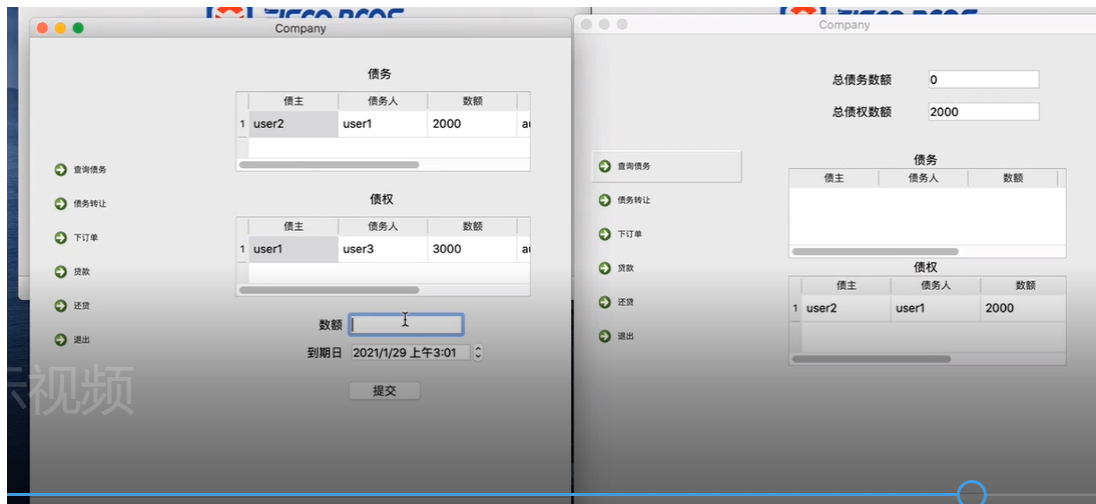 Company
债务
债主 债务人 数额
1 user2 user1 2000
债权
债主 债务人 数额
1 user1 user3 3000
数额
到期日 2021/1/29 上午3:01
提交
查询债务
债务转让
下订单
贷款
还贷
退出
示视频
Company
总债务数额 0
总债权数额 2000
债务
债主 债务人 数额
债权
债主 债务人 数额
1 user2 user1 2000
查询债务
债务转让
下订单
贷款
还贷
退出